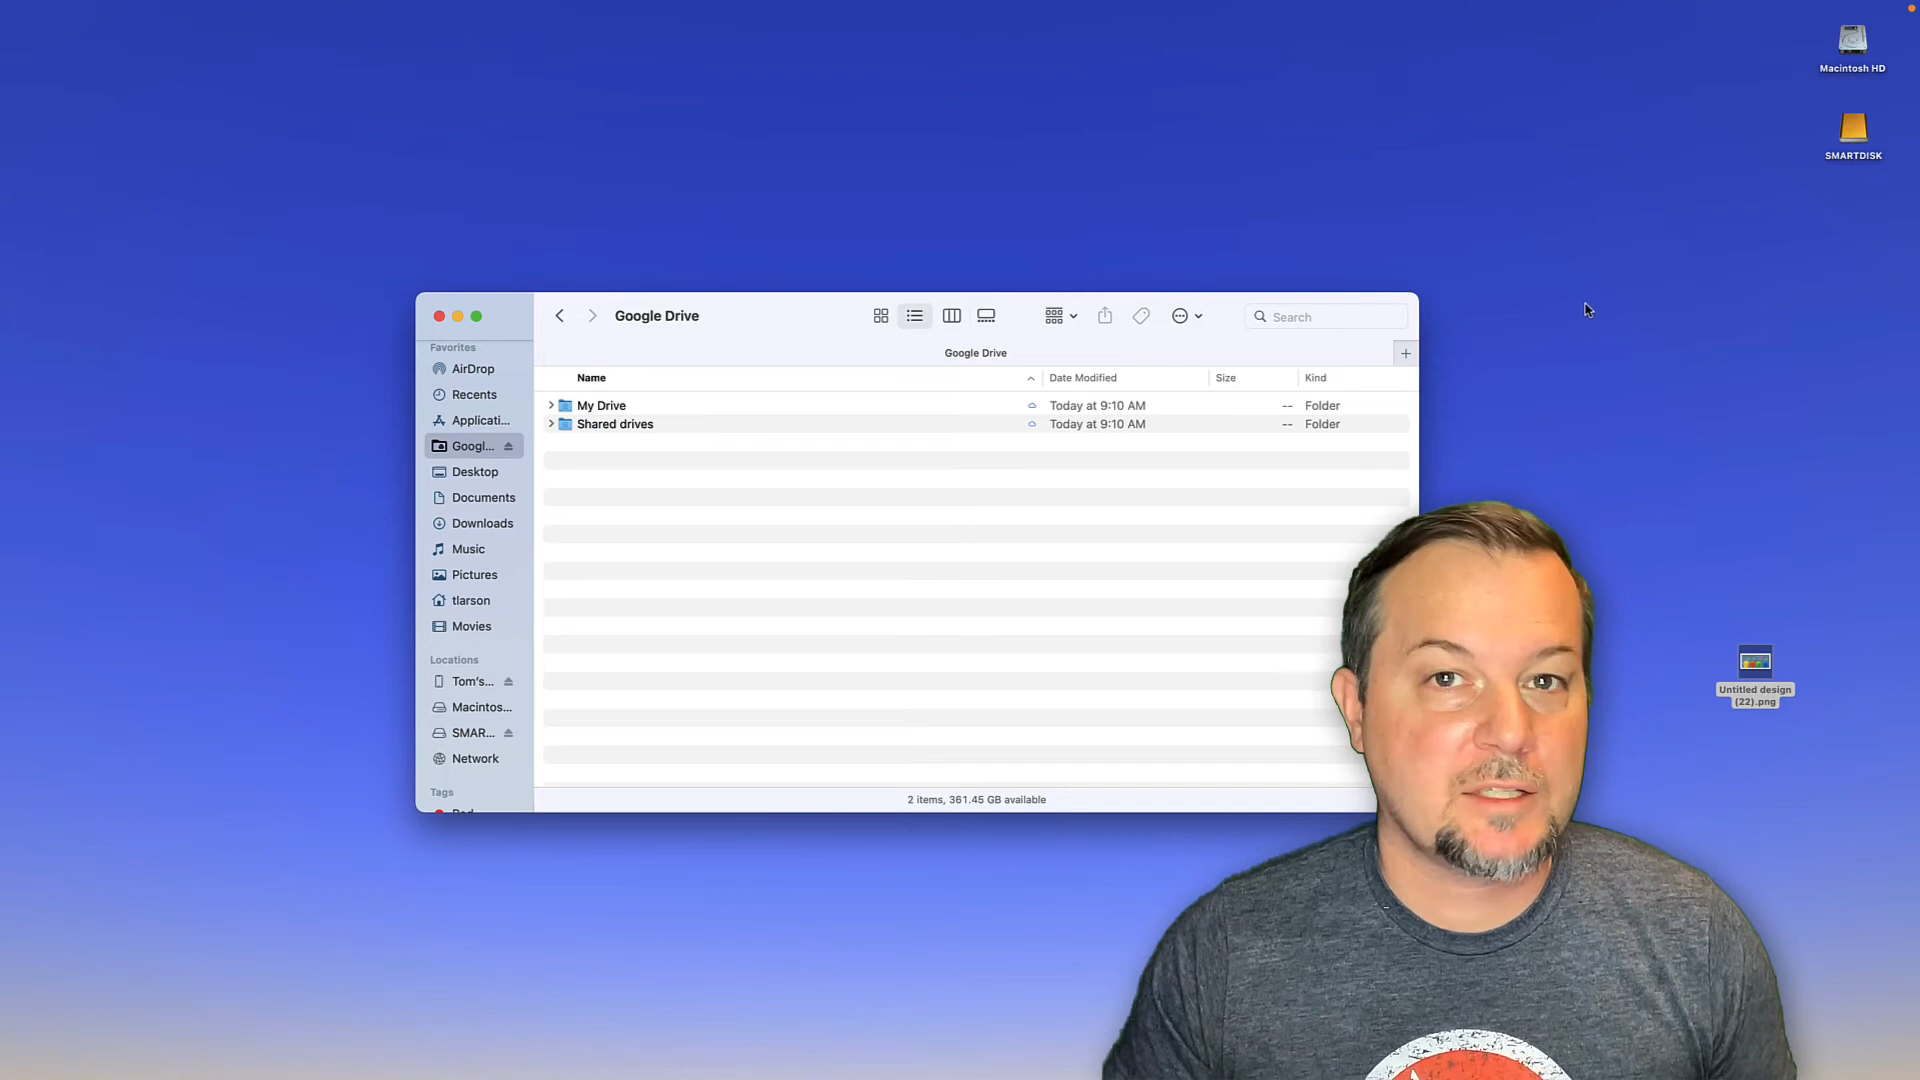 Macintosh HD
SMARTDISK
Google Drive
Search
Google Drive
Favorites
AirDrop
Recents
Applicati...
Googl...
Desktop
Documents
Downloads
Music
Pictures
tlarson
Movies
Locations
Tom's...
Macintos...
SMAR...
Network
Tags
Name Date Modified Size Kind
My Drive Today at 9:10 AM -- Folder
Shared drives Today at 9:10 AM -- Folder
2 items, 361.45 GB available
Untitled design
(22).png